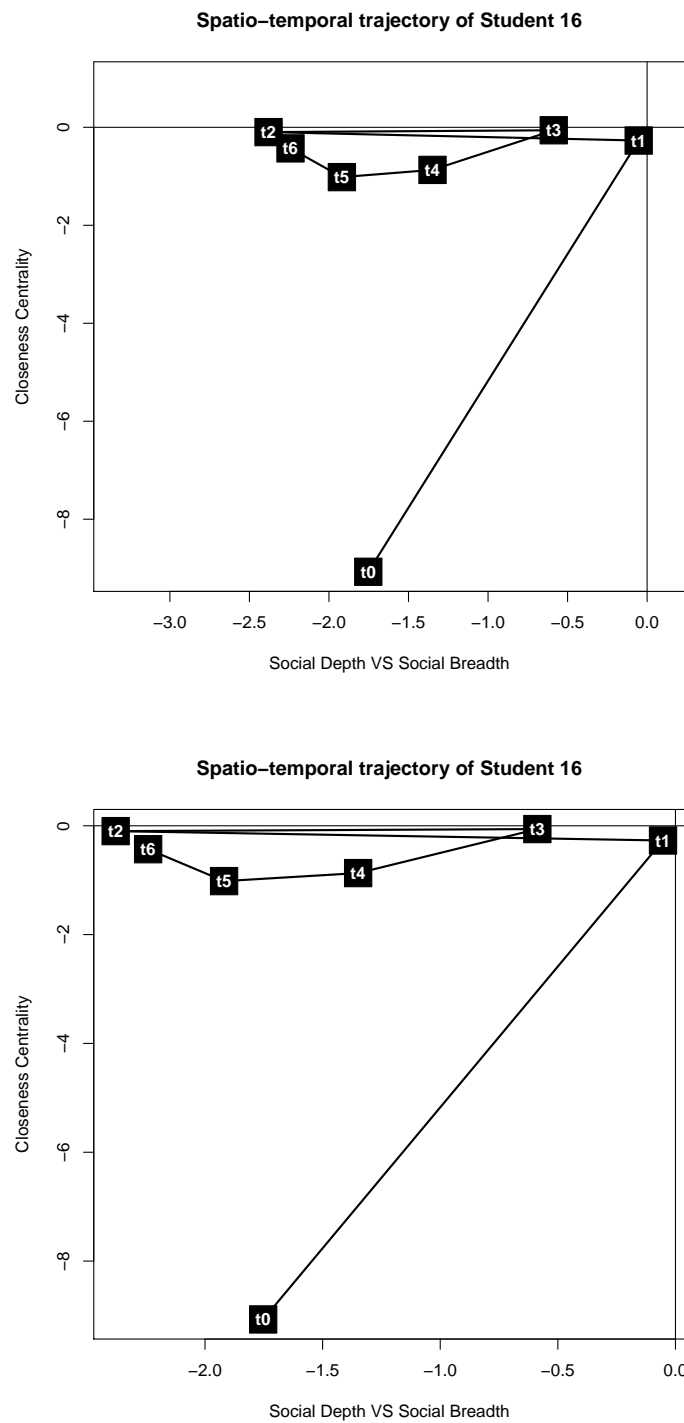 Spatio−temporal trajectory of Student 16
0
−2
−4
−6
−8
Closeness Centrality
t2
t3
t1
t6
t5
t4
t0
−3.0 −2.5 −2.0 −1.5 −1.0 −0.5 0.0
Social Depth VS Social Breadth
Spatio−temporal trajectory of Student 16
0
−2
−4
−6
−8
Closeness Centrality
t2
t3
t1
t6
t5
t4
t0
−2.0 −1.5 −1.0 −0.5 0.0
Social Depth VS Social Breadth